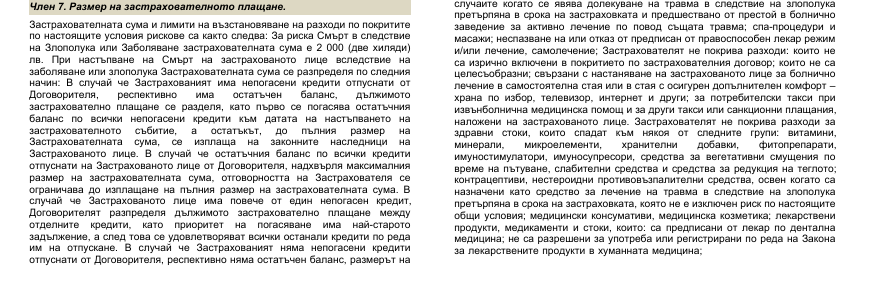 Член 7. Размер на застрахователното плащане.
Застрахователната сума и лимити на възстановяване на разходи по покритите
по настоящите условия рискове са както следва: За риска Смърт в следствие
на Злополука или Заболяване застрахователната сума е 2 000 (две хиляди)
лв. При настъпване на Смърт на застрахованото лице вследствие на
заболяване или злополука Застрахователната сума се разпределя по следния
начин: В случай че Застрахованият има непогасени кредити отпуснати от
Договорителя, респективно има остатъчен баланс, дължимото
застрахователно плащане се разделя, като първо се погасява остатъчния
баланс по всички непогасени кредити към датата на настъпването на
застрахователното събитие, а остатъкът, до пълния размер на
Застрахователната сума, се изплаща на законните наследници на
Застрахованото лице. В случай че остатъчния баланс по всички кредити
отпуснати на Застрахованото лице от Договорителя, надхвърля максималния
размер на застрахователната сума, отговорността на Застрахователя се
ограничава до изплащане на пълния размер на застрахователната сума. В
случай че Застрахованото лице има повече от един непогасен кредит,
Договорителят разпределя дължимото застрахователно плащане между
отделните кредити, като приоритет на погасяване има най-старото
задължение, а след това се удовлетворяват всички останали кредити по реда
им на отпускане. В случай че Застрахованият няма непогасени кредити
отпуснати от Договорителя, респективно няма остатъчен баланс, размерът на
случаите когато се явява долекуване на травма в следствие на злополука
претърпяна в срока на застраховката и предшествано от престой в болнично
заведение за активно лечение по повод същата травма; спа-процедури и
масажи; неспазване на или отказ от предписан от правоспособен лекар режим
и/или лечение, самолечение; Застрахователят не покрива разходи: които не
са изрично включени в покритието по застрахователния договор; които не са
целесъобразни; свързани с настаняване на застрахованото лице за болнично
лечение в самостоятелна стая или в стая с осигурен допълнителен комфорт –
храна по избор, телевизор, интернет и други; за потребителски такси при
извънболнична медицинска помощ и за други такси или санкционни плащания,
наложени на застрахованото лице. Застрахователят не покрива разходи за
здравни стоки, които спадат към някоя от следните групи: витамини,
минерали, микроелементи, хранителни добавки, фитопрепарати,
имуностимулатори, имуносупресори, средства за вегетативни смущения по
време на пътуване, слабителни средства и средства за редукция на теглото;
контрацептиви, нестероидни противовъзпалителни средства, освен ако са
назначени като средство за лечение на травма в следствие на злополука
претърпяна в срока на застраховката, която не е изключен риск по настоящите
общи условия; медицински консумативи, медицинска козметика; лекарствени
продукти, медикаменти и стоки, които: са предписани от лекар по дентална
медицина; не са разрешени за употреба или регистрирани по реда на Закона
за лекарствените продукти в хуманната медицина;